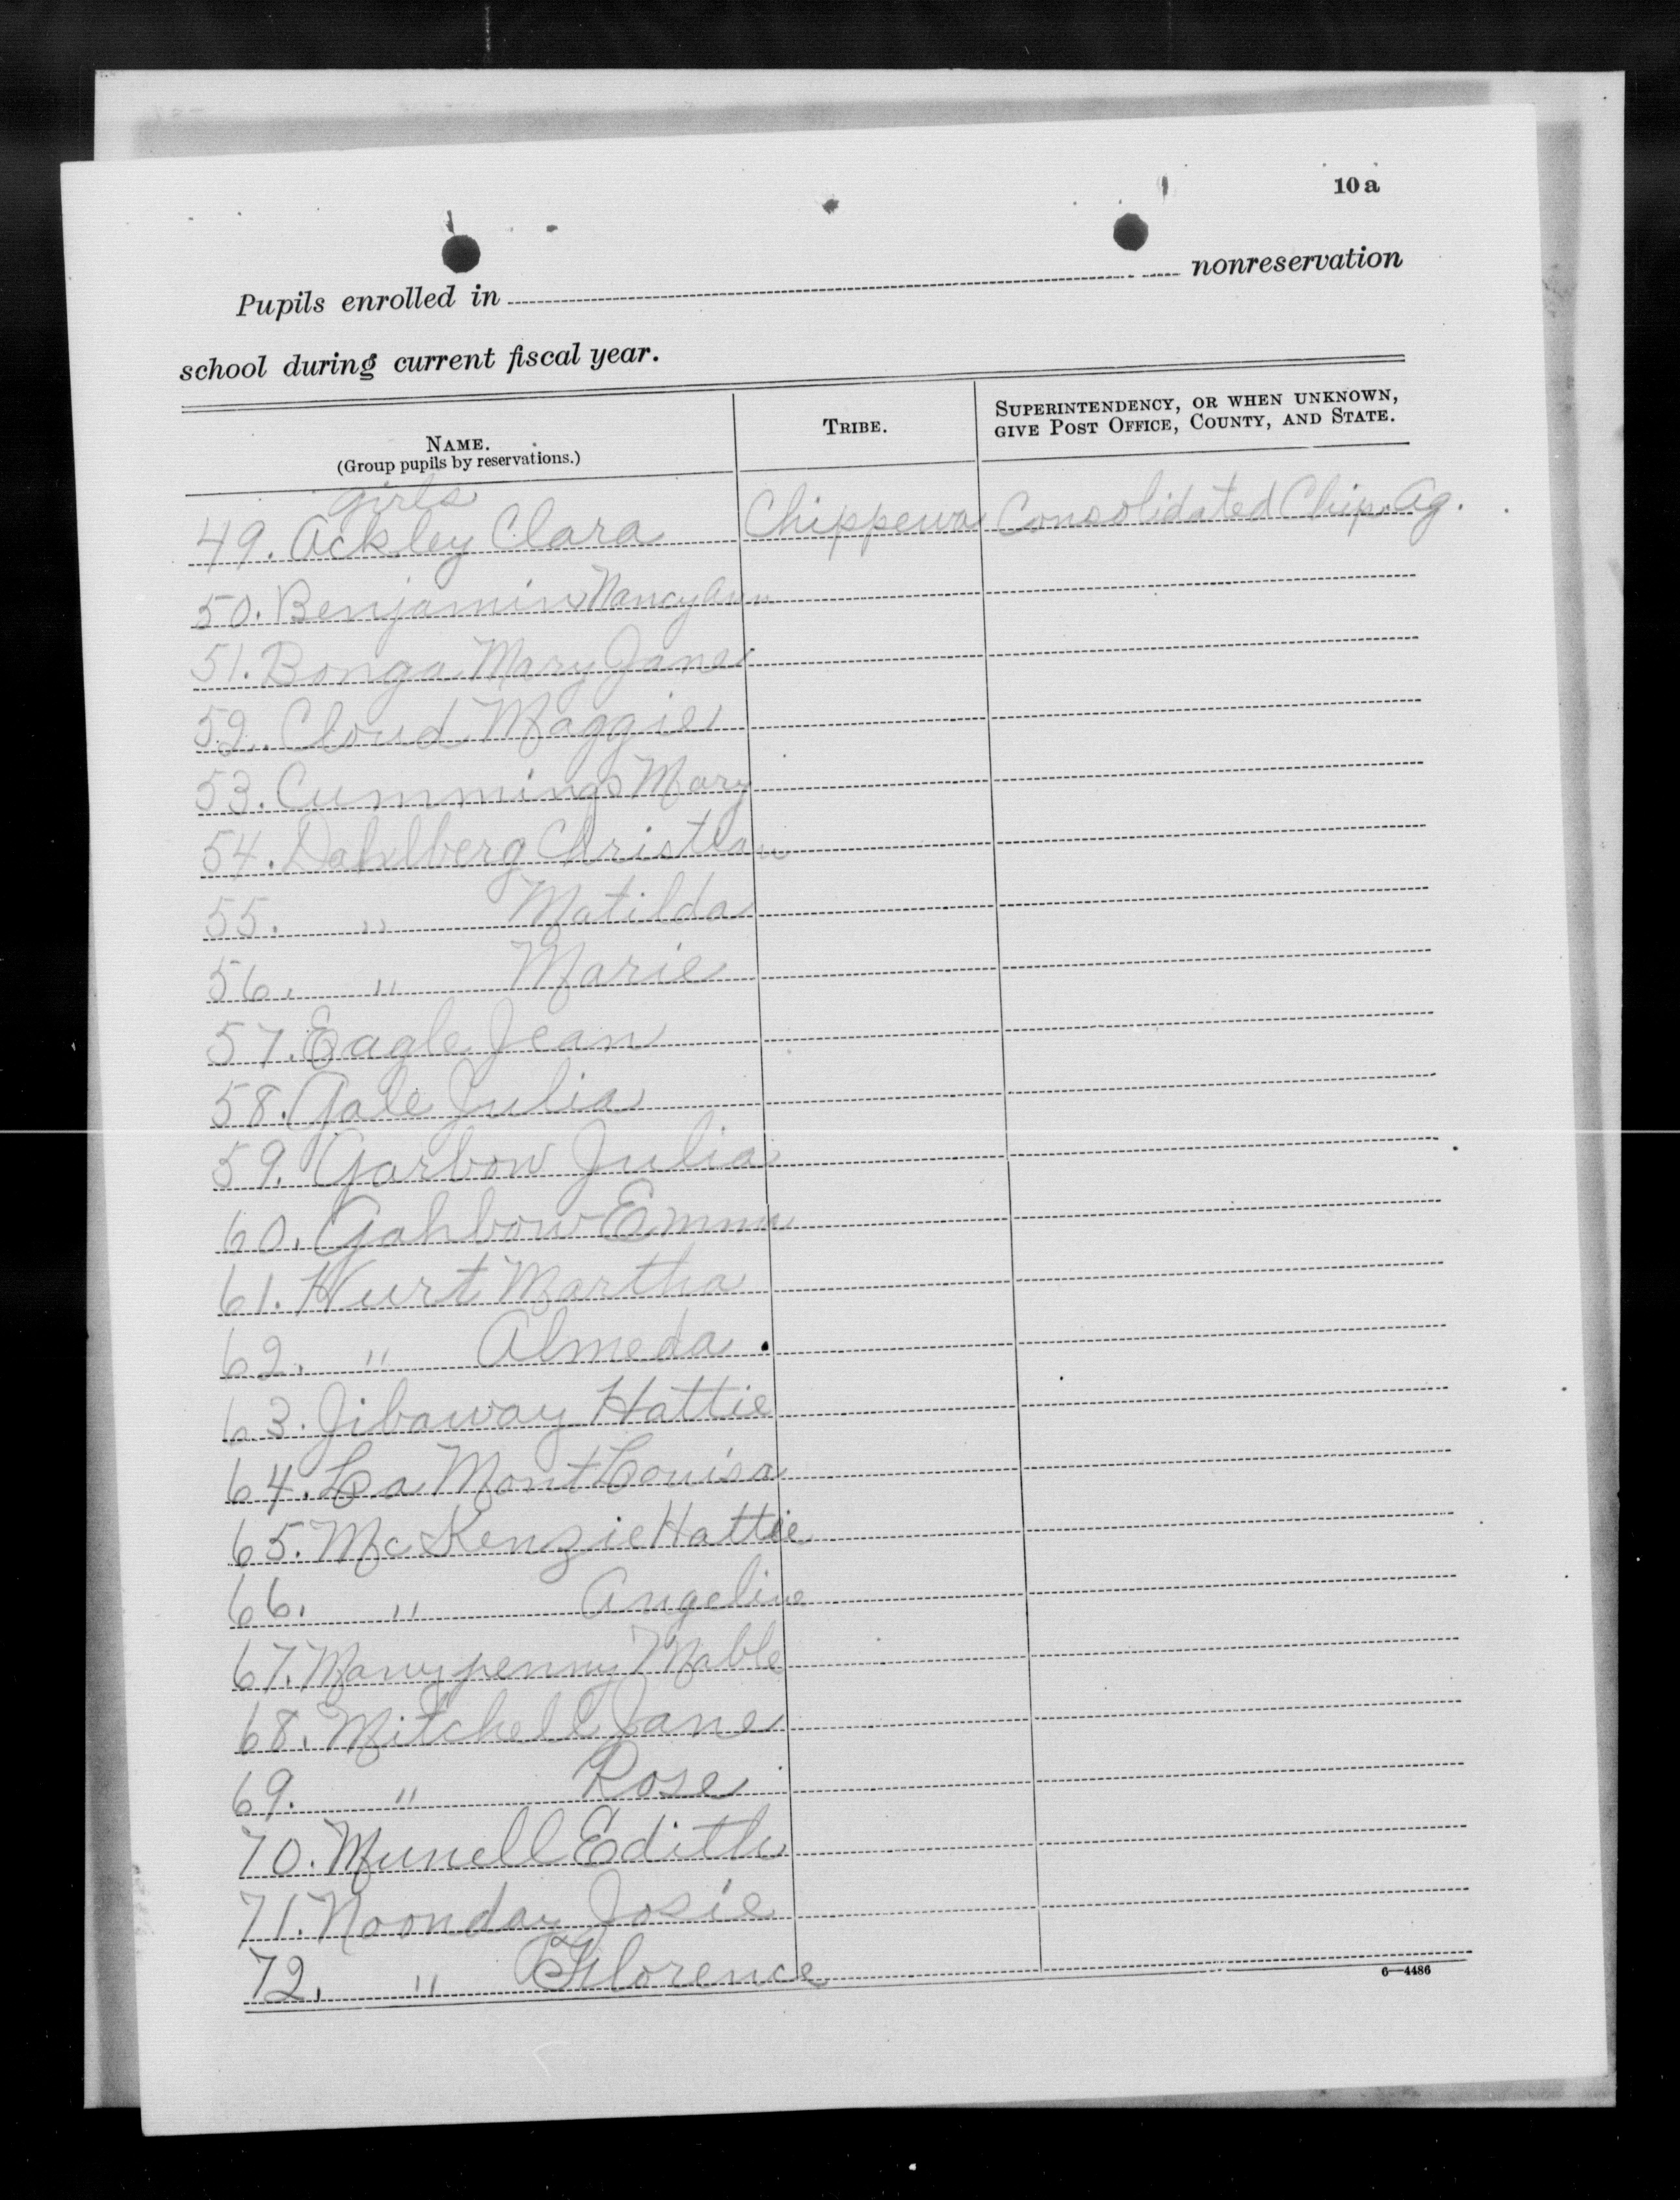 10 a
Pupils enrolled in nonreservation
school during current fiscal year.
NAME.
(Group pupils by reservations.)
TRIBE.
SUPERINTENDENCY, OR WHEN UNKNOWN,
GIVE POST OFFICE, COUNTY, AND STATE.
girls
49. Ackley Clara Chippewa Consolidated Chip. Ag.
50. Benjamin Nancy Ann
51. Bonga Mary Jane
52. Cloud Maggie
53. Cummings Mary
54. Dahlberg Christian
55. " Matilda
56. " Marie
57. Eagle Jean
58. Gale Julia
59. Garbow Julia
60. Gahbow Emma
61. Hurt Martha
62. " Almeda
63. Jibaway Hattie
64. La Mont Louisa
65. McKenzie Hattie
66. " Angeline
67. Manypenny Mable
68. Mitchell Jane
69. " Rose
70. Munell Edith
71. Noonday Josie
72. " Florence
6—4486